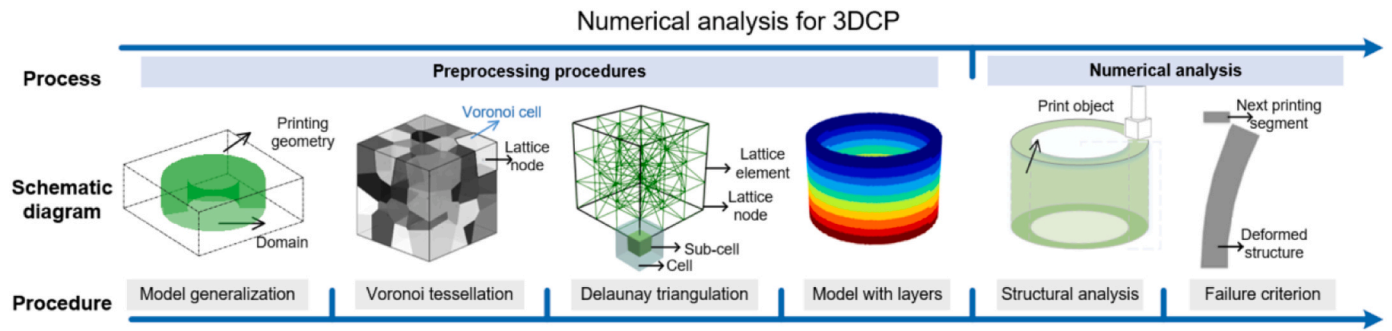 Numerical analysis for 3DCP
Process
Preprocessing procedures
Numerical analysis
Schematic
diagram
Printing
geometry
Domain
Voronoi cell
Lattice
node
Lattice
element
Lattice
node
Sub-cell
Cell
Print object
Next printing
segment
Deformed
structure
Procedure
Model generalization
Voronoi tessellation
Delaunay triangulation
Model with layers
Structural analysis
Failure criterion